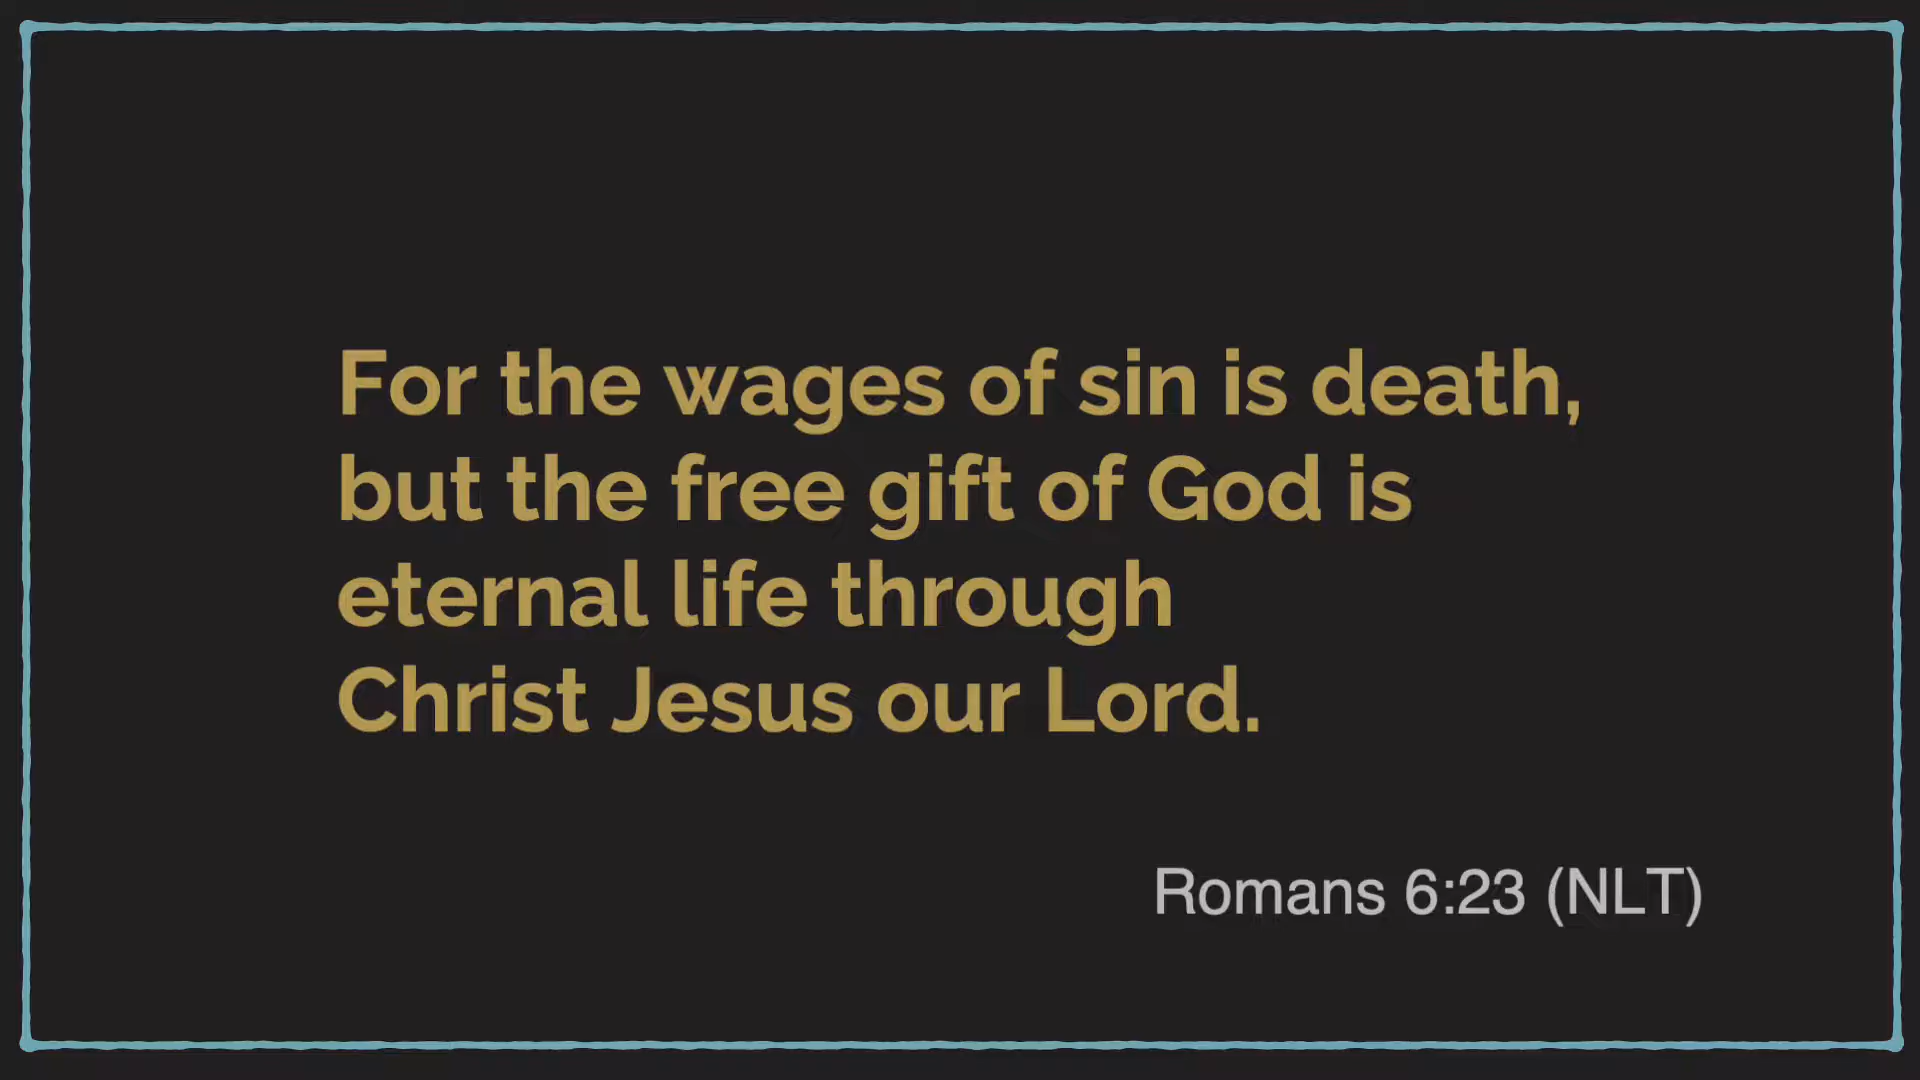 For the wages of sin is death,
but the free gift of God is
eternal life through
Christ Jesus our Lord.
Romans 6:23 (NLT)